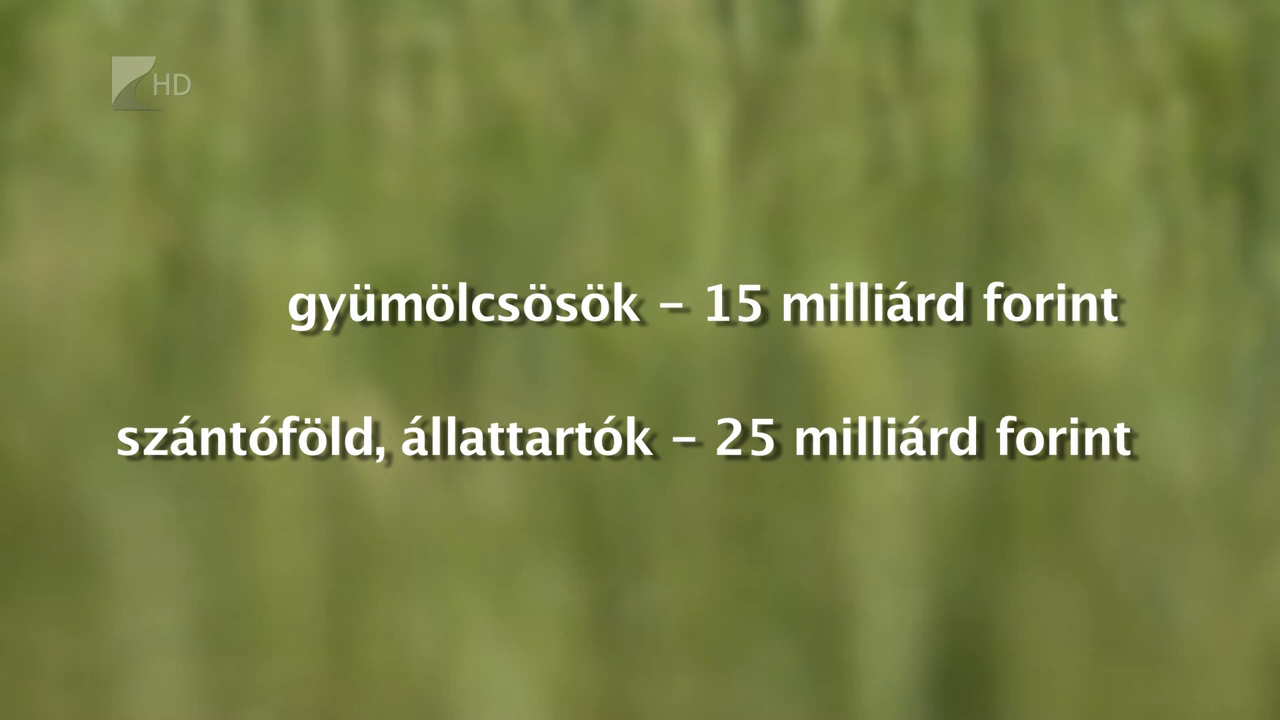 HD
gyümölcsösök – 15 milliárd forint
szántóföld, állattartók – 25 milliárd forint